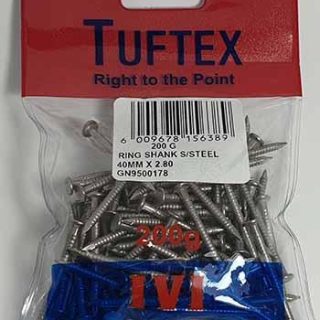 TUFTEX
Right to the Point
6 009678 156389
200 G
RING SHANK S/STEEL
40MM X 2.80
GN9500178
200g